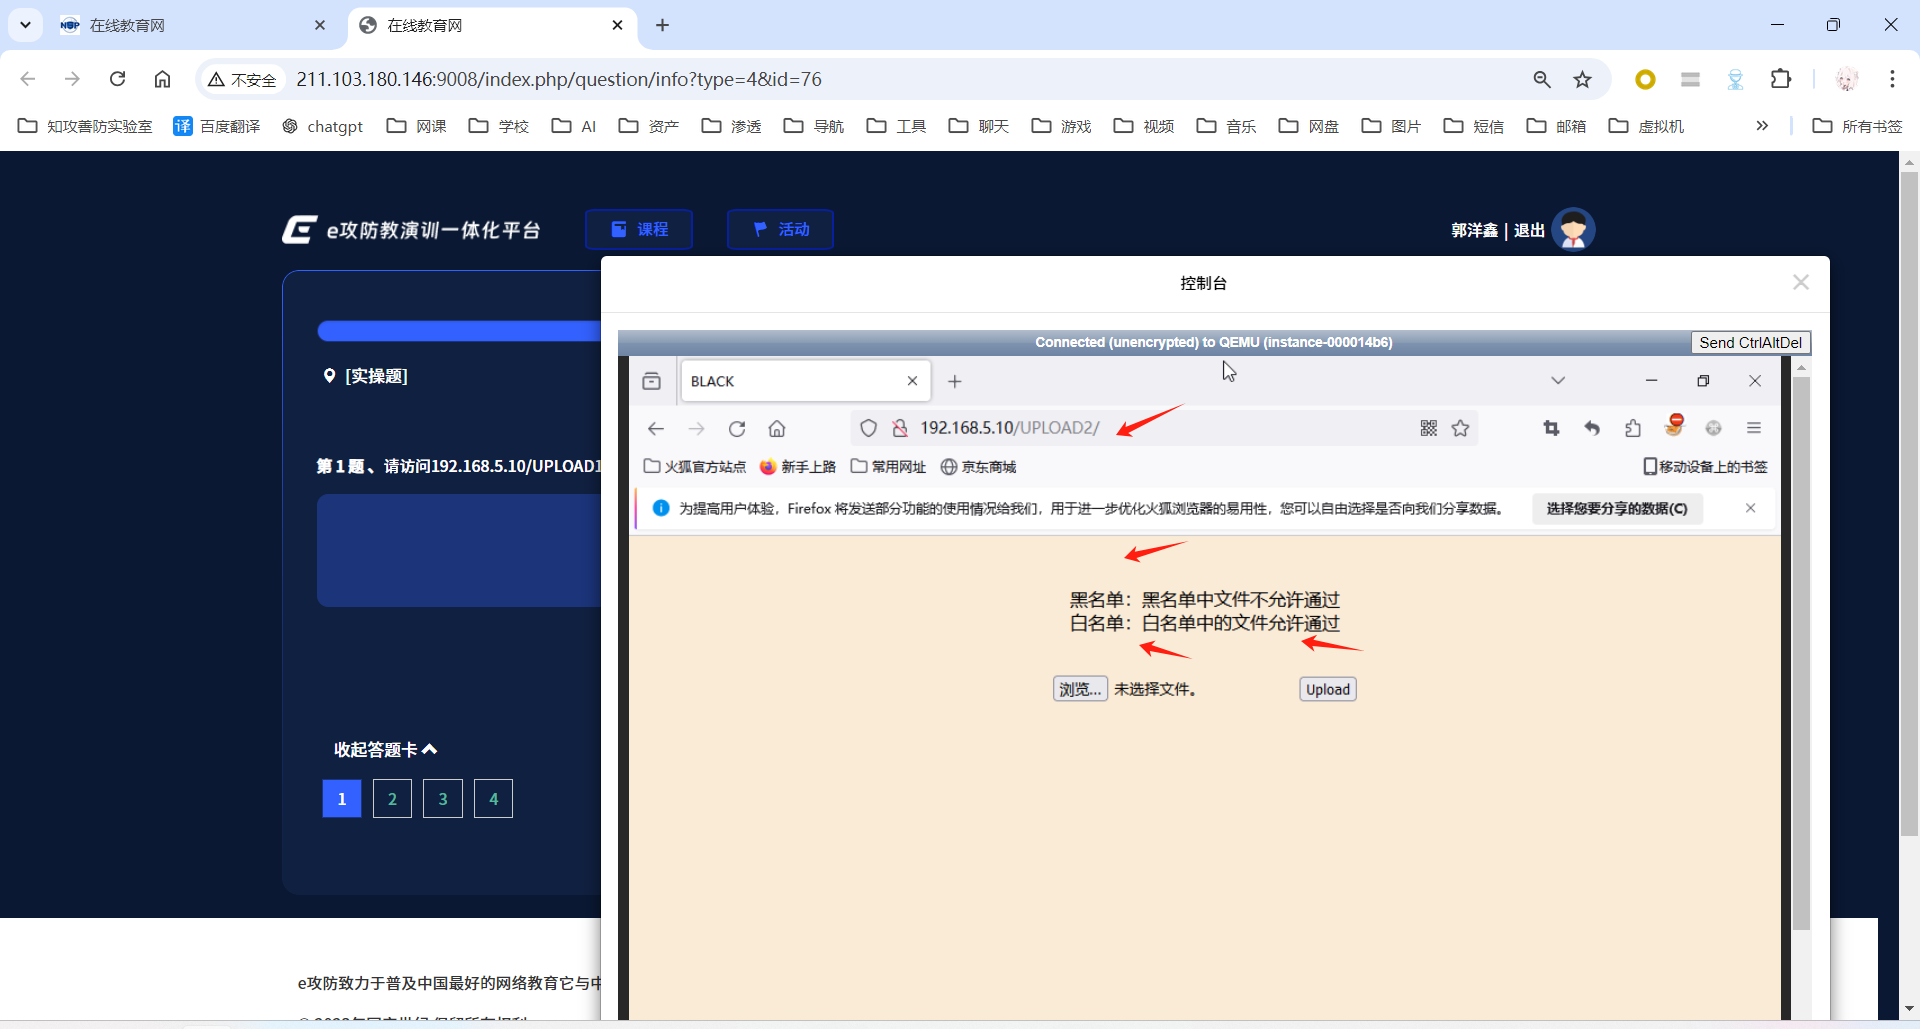 在线教育网
在线教育网
不安全
211.103.180.146:9008/index.php/question/info?type=4&id=76
知攻善防实验室
译 百度翻译
chatgpt
网课
学校
AI
资产
渗透
导航
工具
聊天
游戏
视频
音乐
网盘
图片
短信
邮箱
虚拟机
所有书签
e攻防教演训一体化平台
课程
活动
郭洋鑫 | 退出
控制台
Connected (unencrypted) to QEMU (instance-000014b6)
Send CtrlAltDel
BLACK
[实操题]
192.168.5.10/UPLOAD2/
火狐官方站点
新手上路
常用网址
京东商城
移动设备上的书签
第 1 题、请访问192.168.5.10/UPLOAD1
为提高用户体验，Firefox 将发送部分功能的使用情况给我们，用于进一步优化火狐浏览器的易用性，您可以自由选择是否向我们分享数据。
选择您要分享的数据(C)
黑名单：黑名单中文件不允许通过
白名单：白名单中的文件允许通过
浏览... 未选择文件。
Upload
收起答题卡
1 2 3 4
e攻防致力于普及中国最好的网络教育它与中